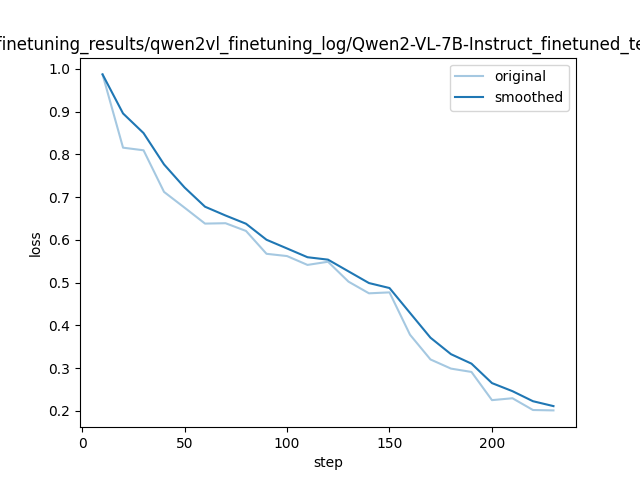 finetuning_results/qwen2vl_finetuning_log/Qwen2-VL-7B-Instruct_finetuned_te
original
smoothed
1.0
0.9
0.8
0.7
0.6
0.5
0.4
0.3
0.2
loss
0 50 100 150 200
step